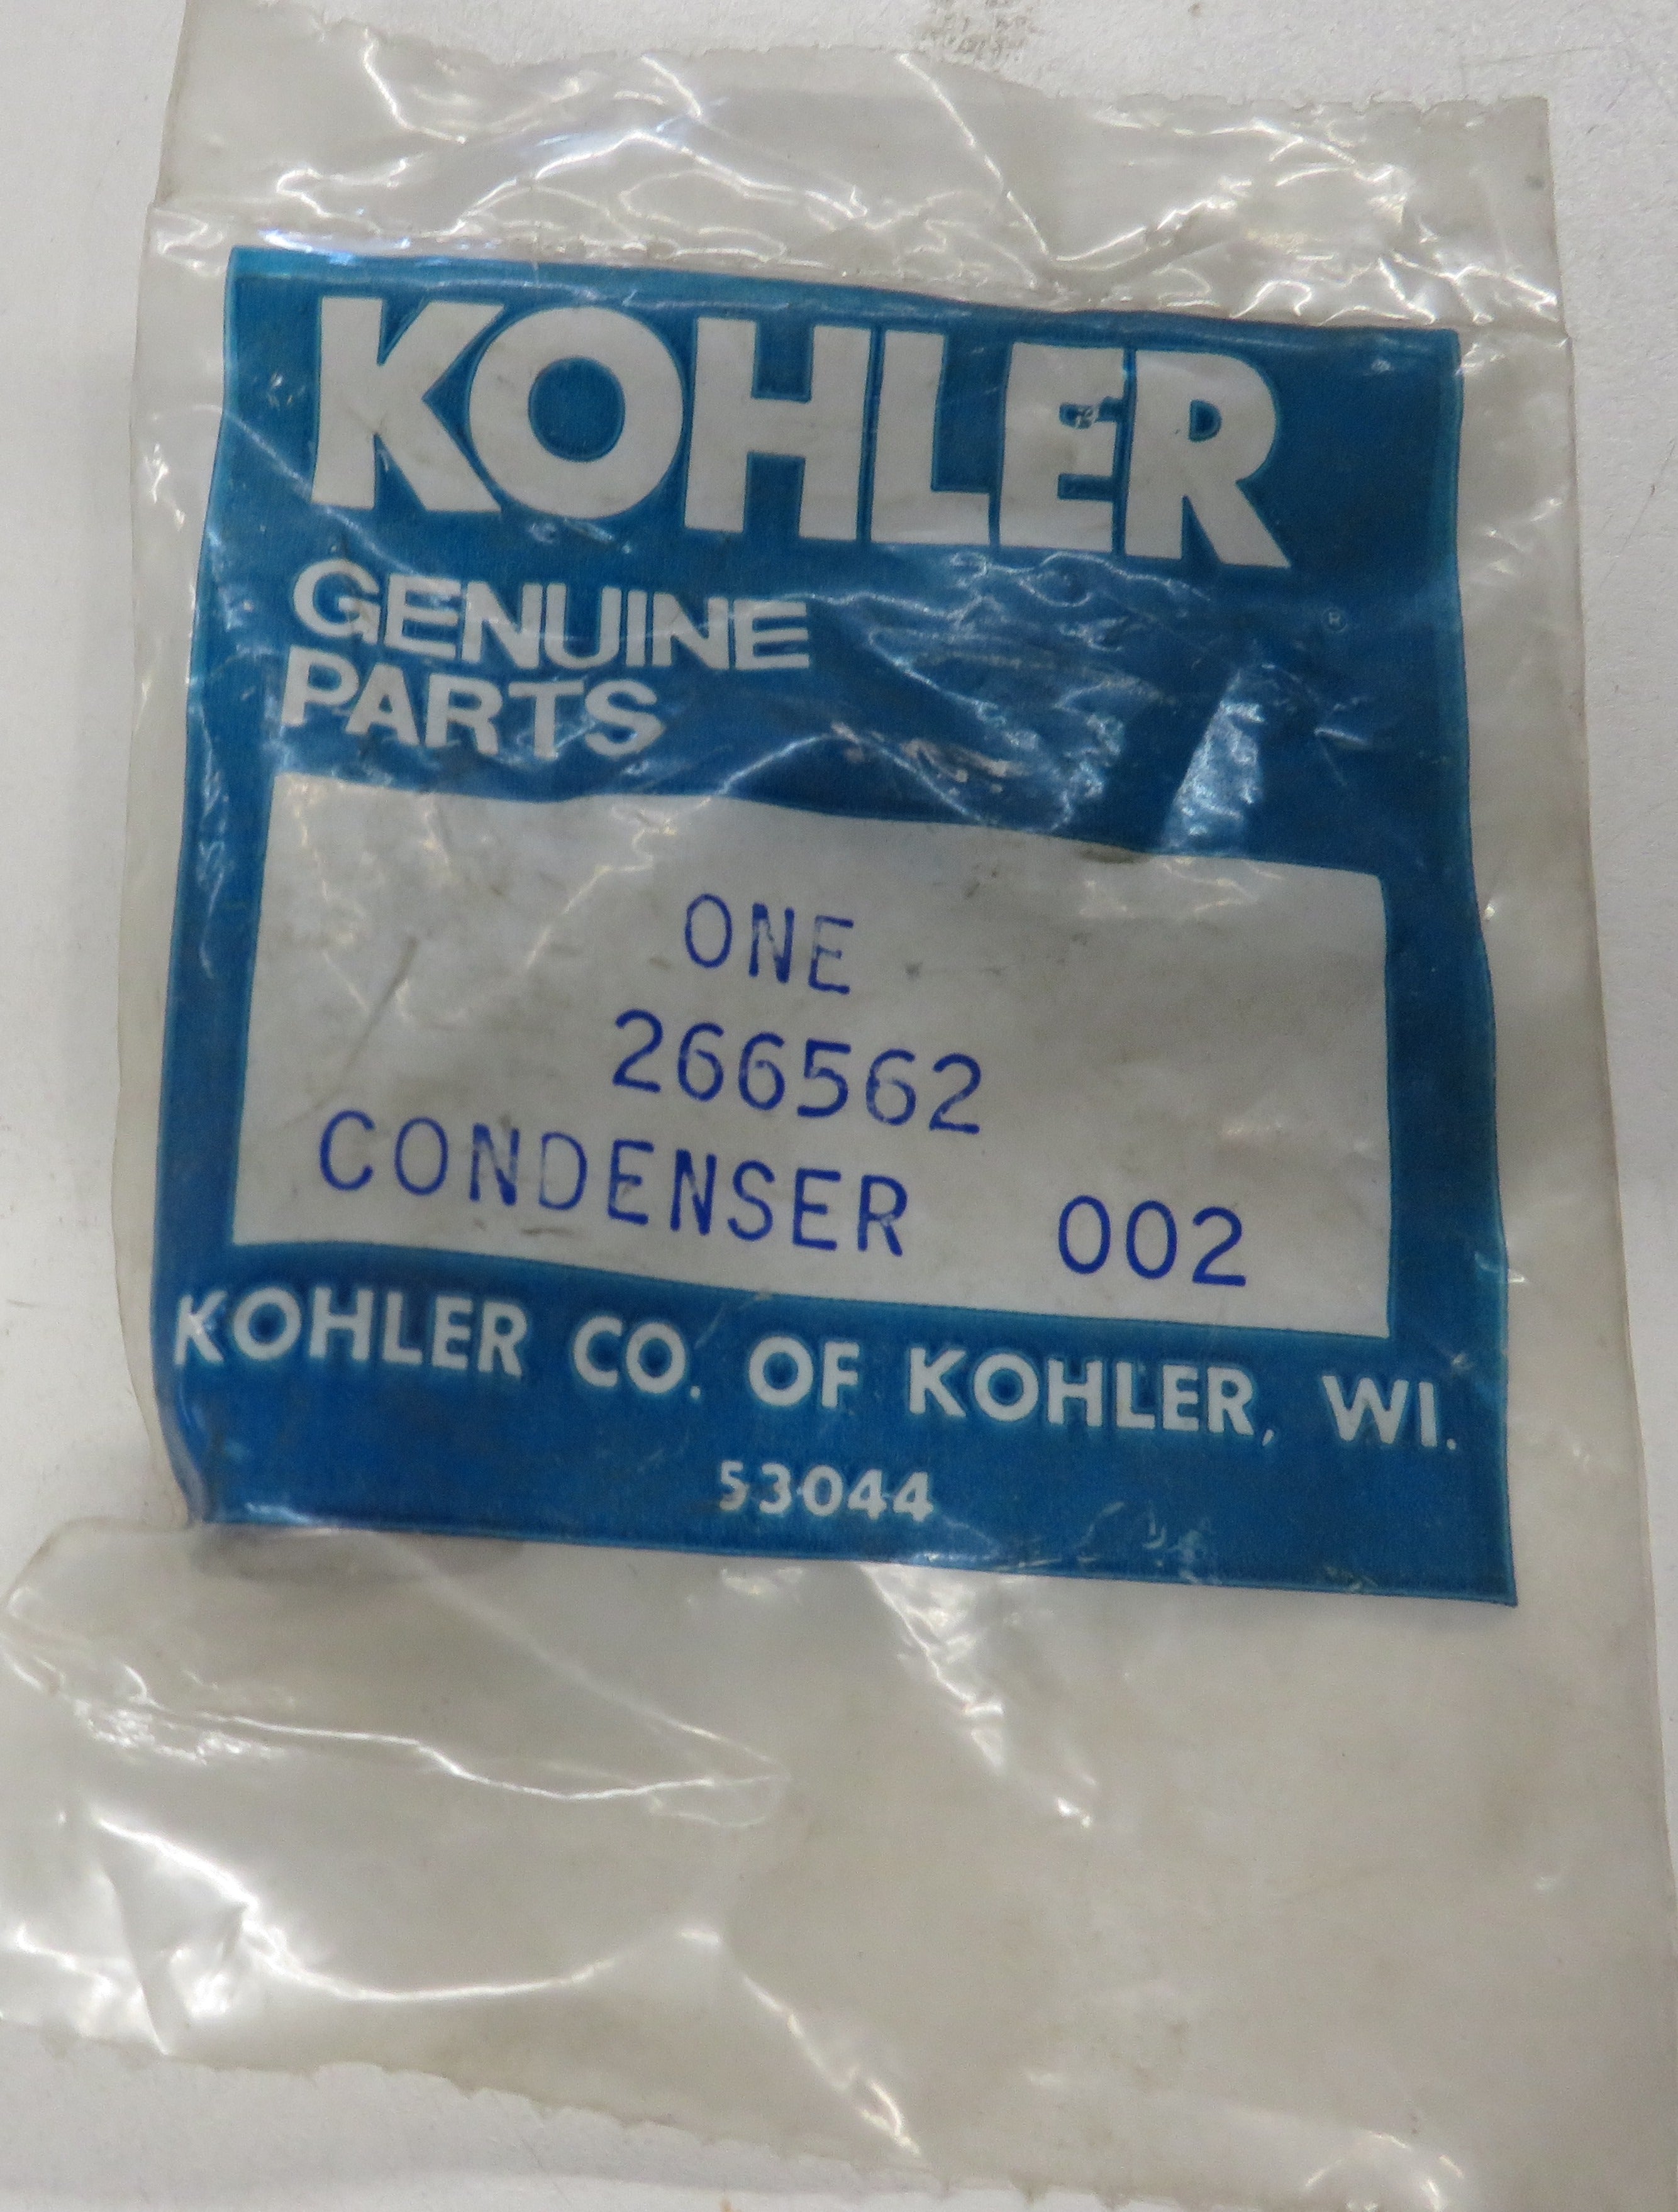 KOHLER
GENUINE
PARTS
®
ONE
266562
CONDENSER 002
KOHLER CO. OF KOHLER, WI.
53044